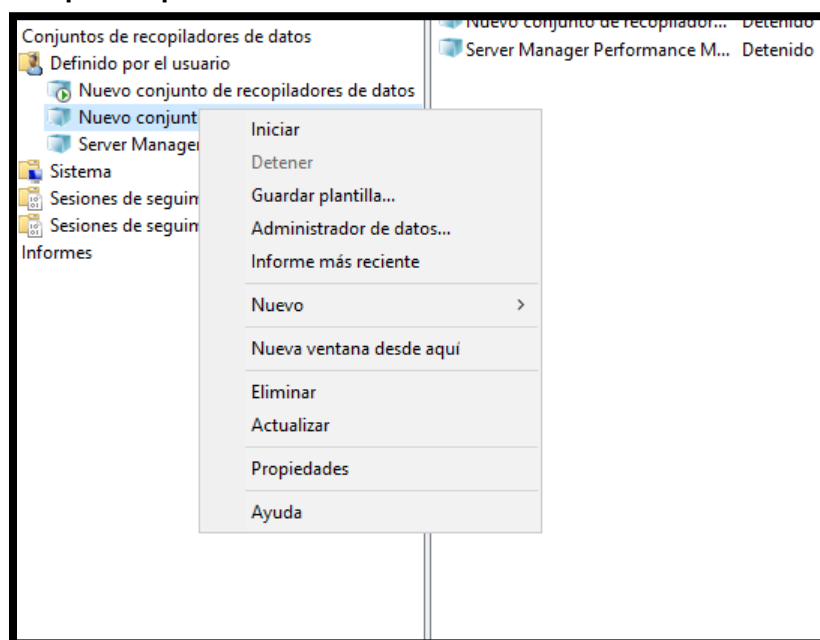 Conjuntos de recopiladores de datos
Definido por el usuario
Nuevo conjunto de recopiladores de datos
Nuevo conjunt
Server Manager
Sistema
Sesiones de seguim
Sesiones de seguim
Informes
Iniciar
Detener
Guardar plantilla...
Administrador de datos...
Informe más reciente
Nuevo
Nueva ventana desde aquí
Eliminar
Actualizar
Propiedades
Ayuda
Nuevo conjunto de recopilador... Detenido
Server Manager Performance M... Detenido